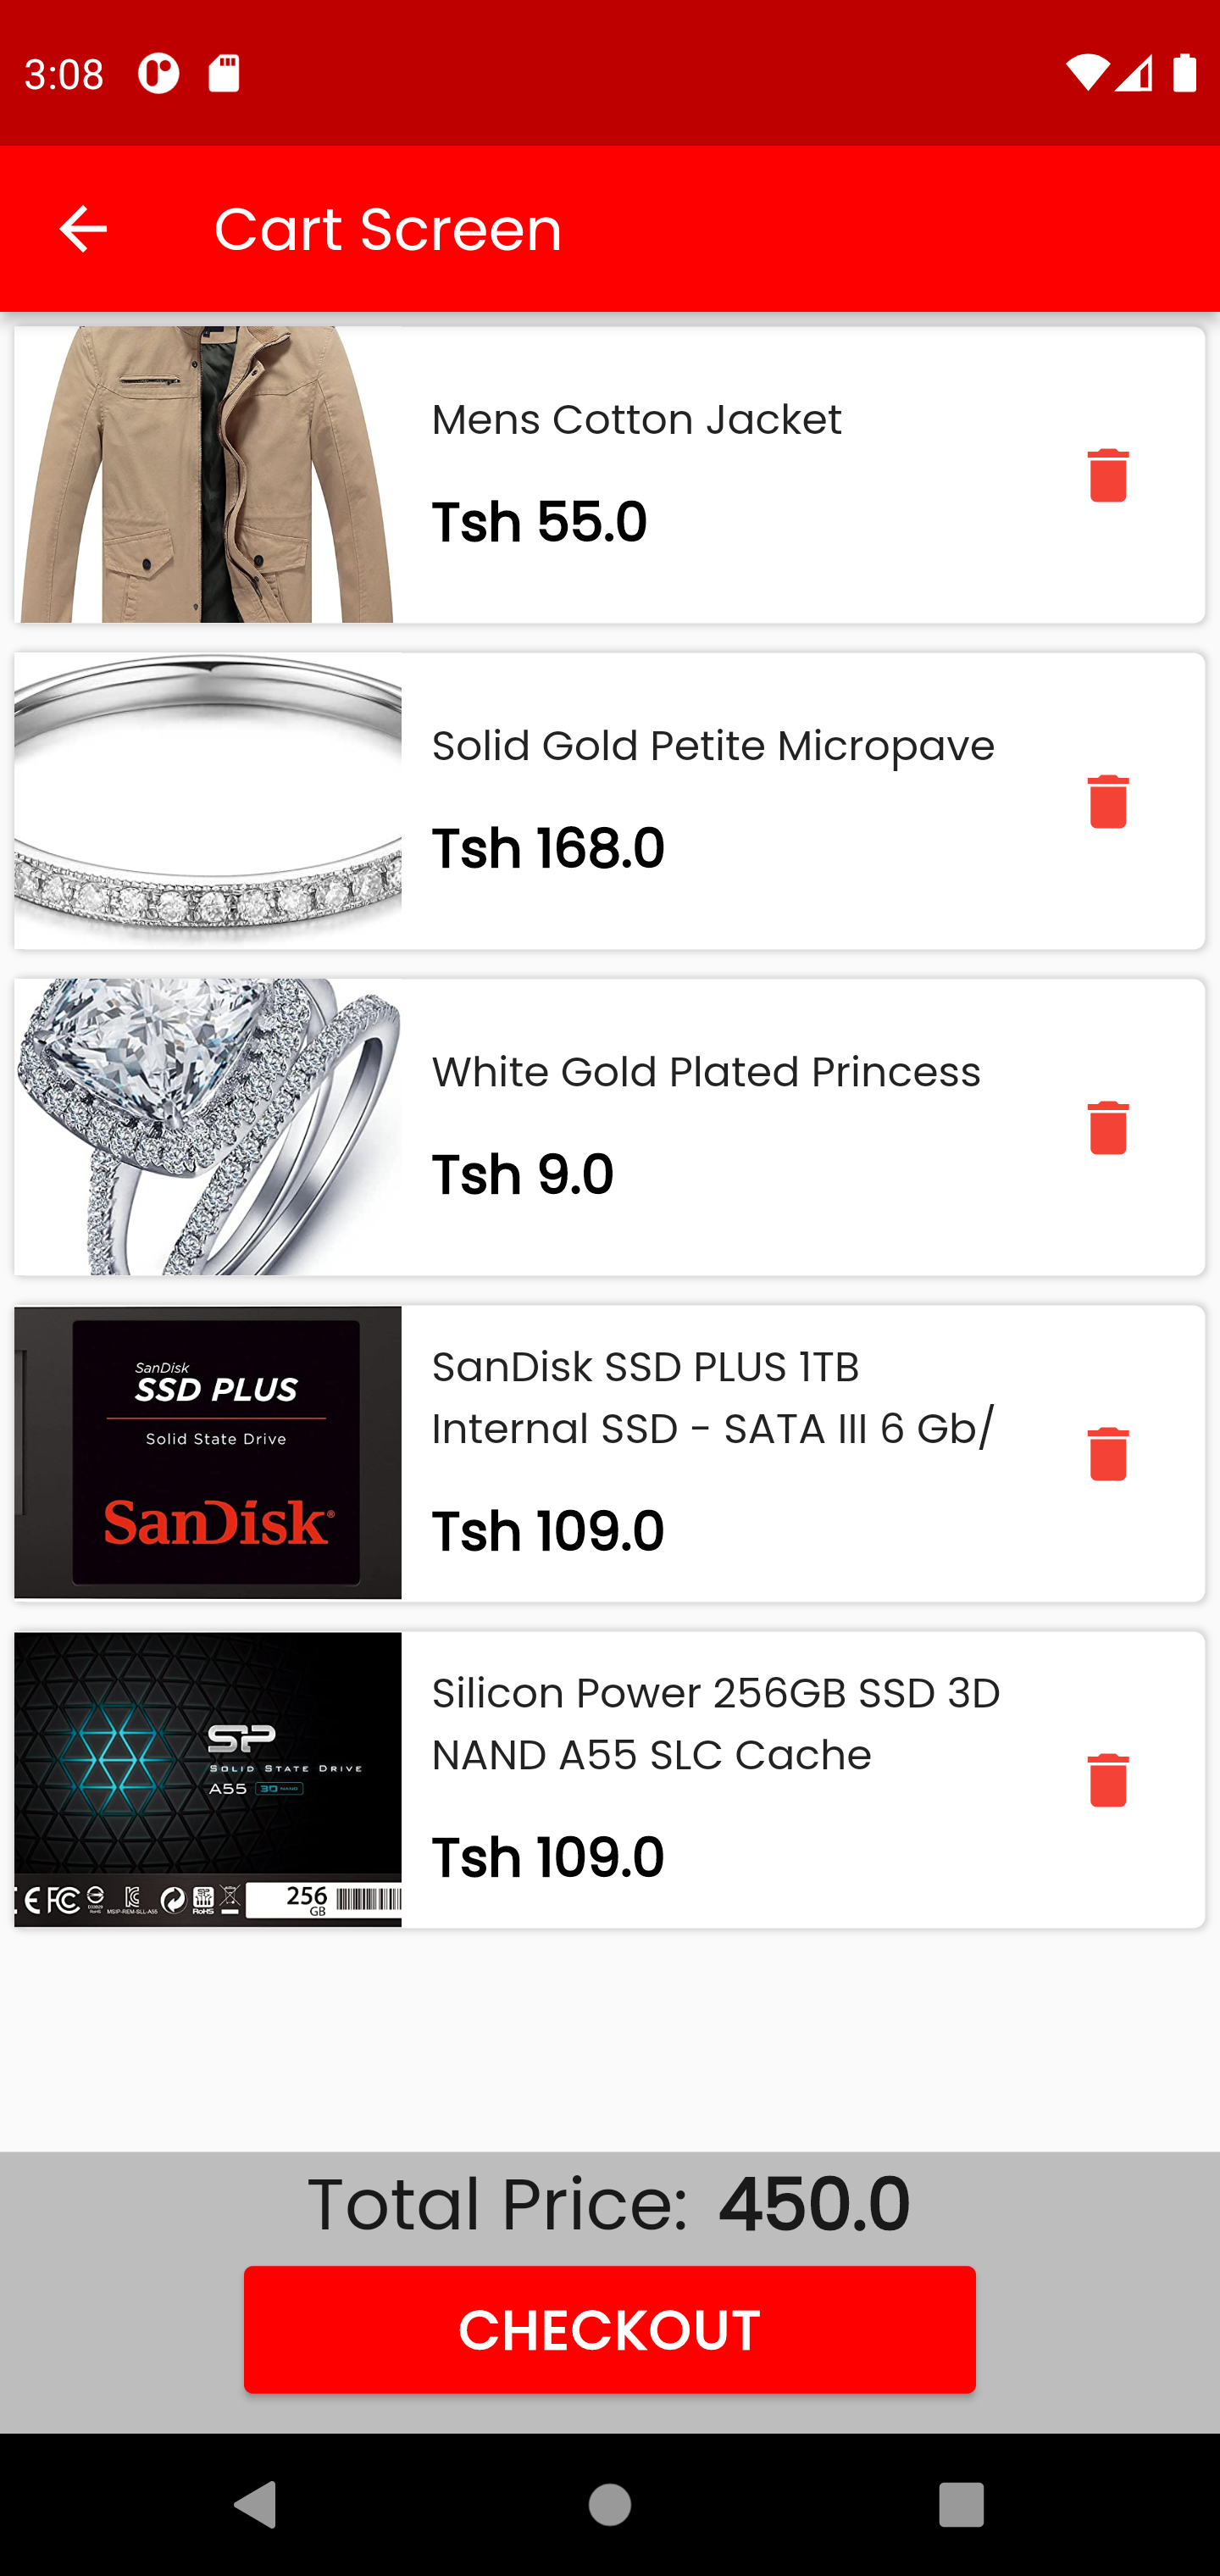 3:08
Cart Screen
Mens Cotton Jacket
Tsh 55.0
Solid Gold Petite Micropave
Tsh 168.0
White Gold Plated Princess
Tsh 9.0
SanDisk
SSD PLUS
Solid State Drive
SanDisk®
SanDisk SSD PLUS 1TB
Internal SSD - SATA III 6 Gb/
Tsh 109.0
SP
SOLID STATE DRIVE
A55 3D NAND
256
GB
RoHS
Silicon Power 256GB SSD 3D
NAND A55 SLC Cache
Tsh 109.0
Total Price: 450.0
CHECKOUT